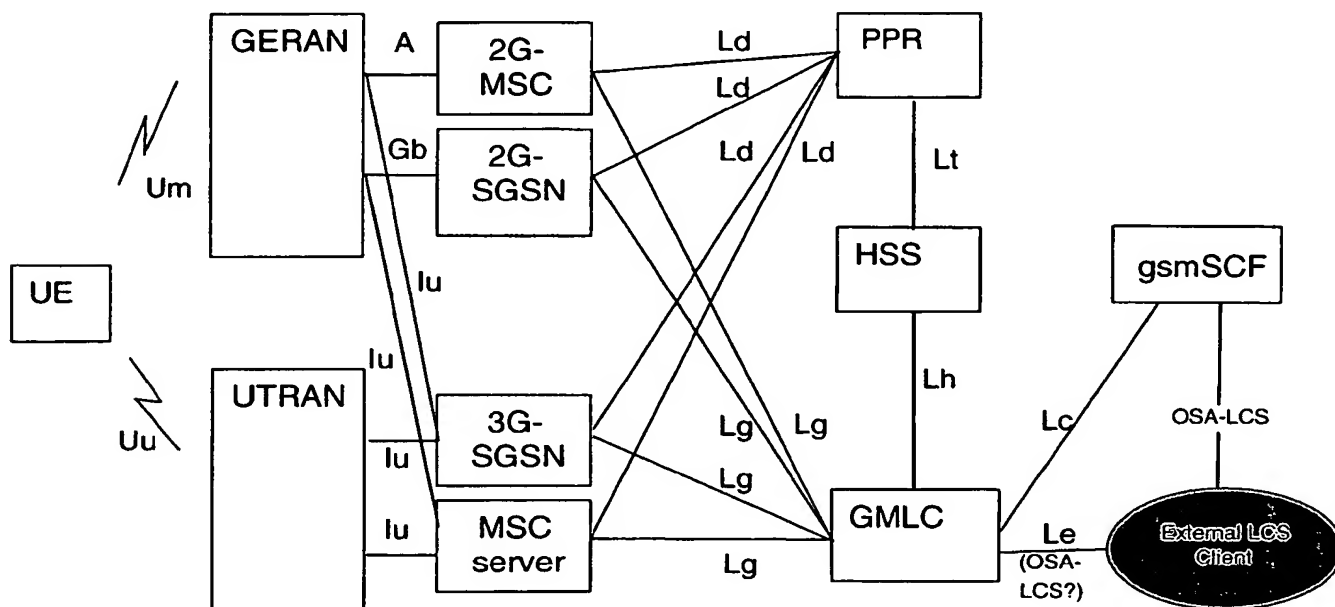 GERAN
A
2G-
MSC
Ld
PPR
Ld
Gb
2G-
SGSN
Ld
Ld
Lt
Um
HSS
gsmSCF
UE
Iu
Iu
Lh
UTRAN
3G-
SGSN
Lg
Lg
Lc
OSA-LCS
Uu
Iu
Lg
MSC
server
GMLC
Iu
Lg
Le
(OSA-
LCS?)
External LCS
Client